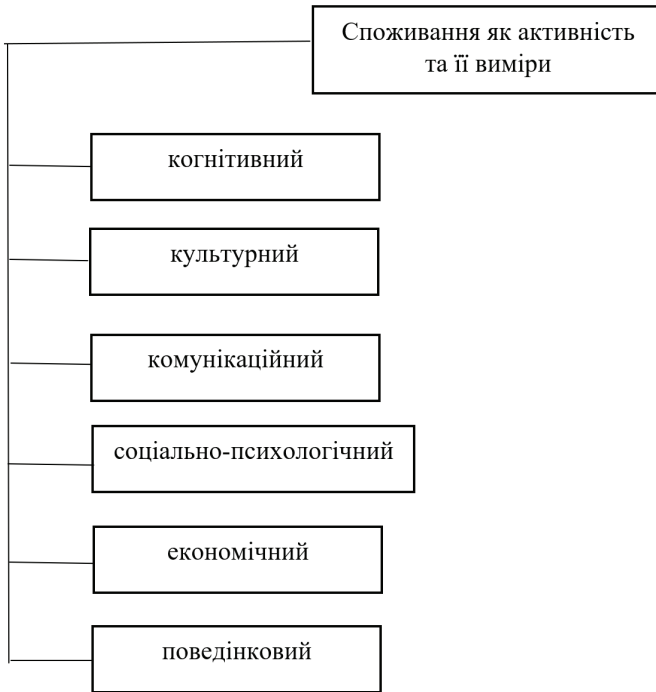 Споживання як активність
та її виміри
когнітивний
культурний
комунікаційний
соціально-психологічний
економічний
поведінковий